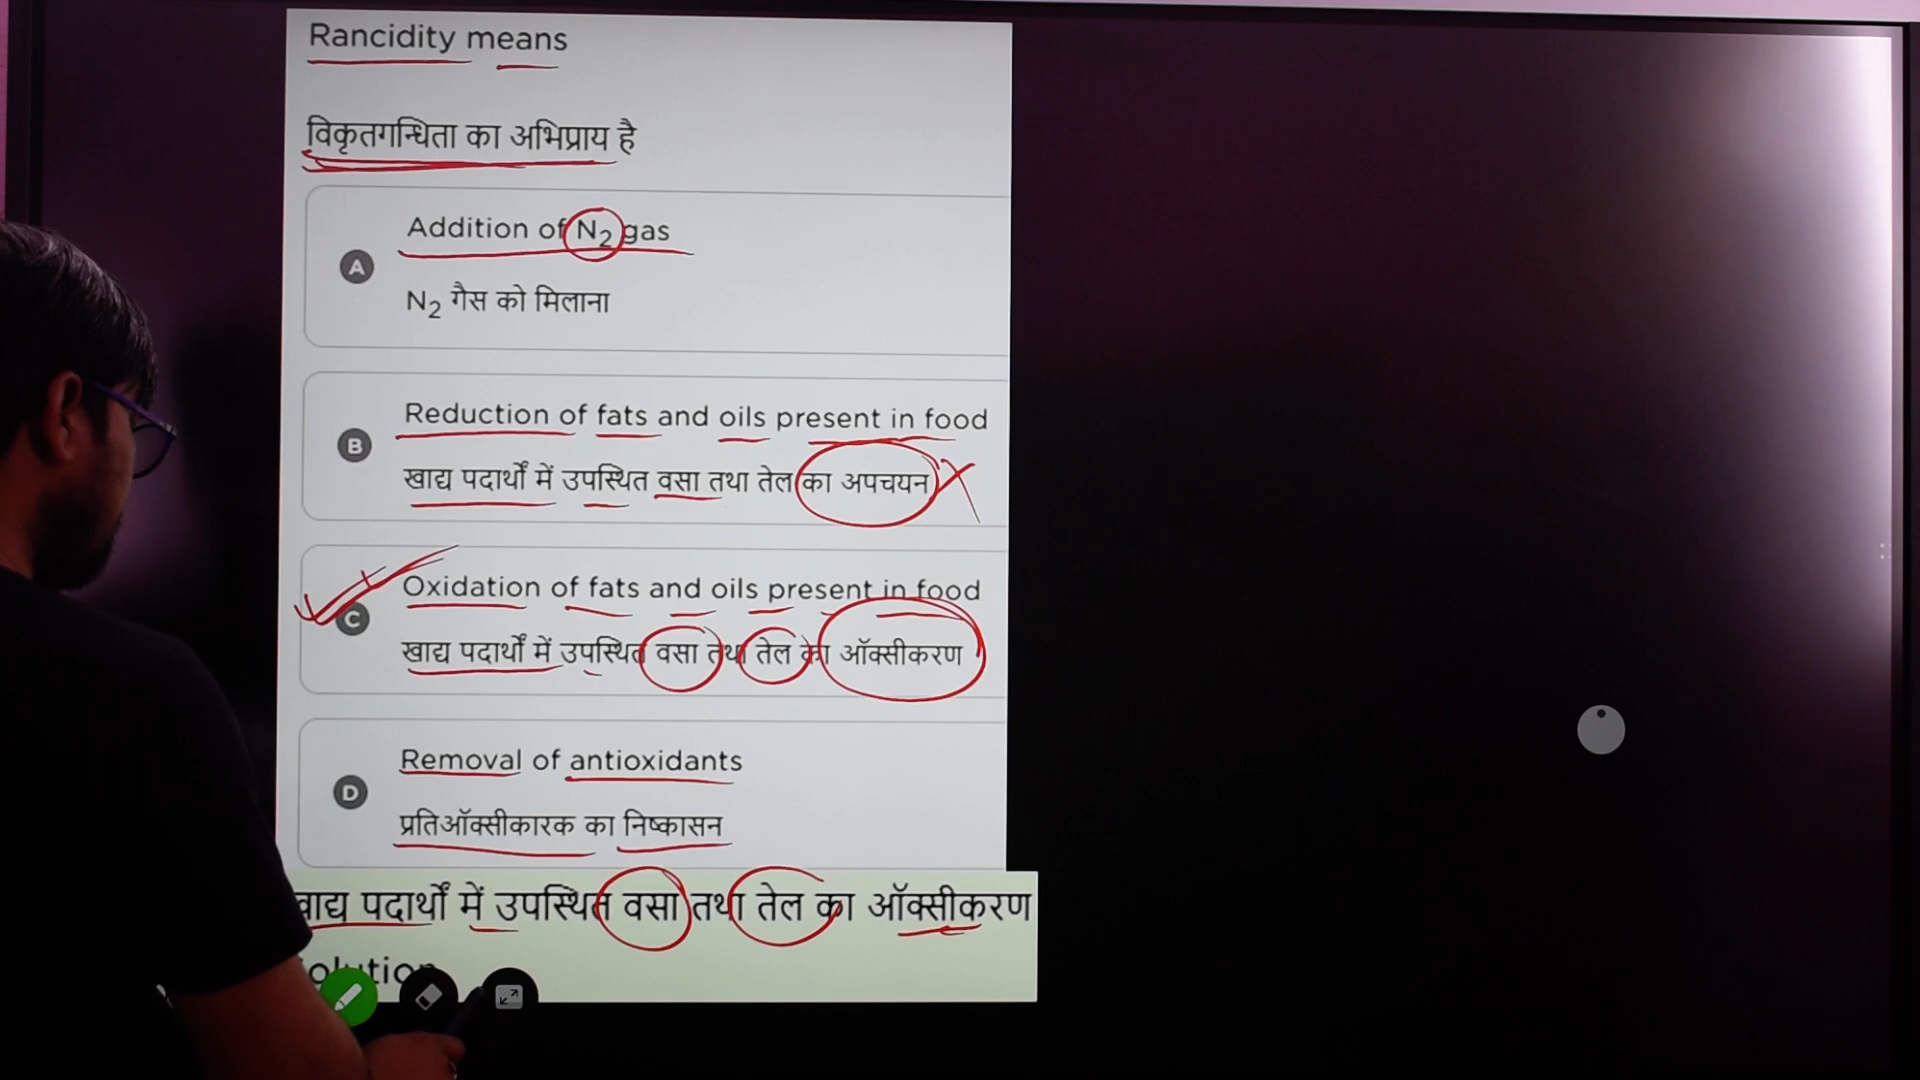 Rancidity means
विकृतगन्धिता का अभिप्राय है
Addition of N₂ gas
A
N₂ गैस को मिलाना
Reduction of fats and oils present in food
B
खाद्य पदार्थों में उपस्थित वसा तथा तेल का अपचयन
Oxidation of fats and oils present in food
C
खाद्य पदार्थों में उपस्थित वसा तथा तेल का ऑक्सीकरण
Removal of antioxidants
D
प्रतिऑक्सीकारक का निष्कासन
पदार्थों में उपस्थित वसा तथा तेल का ऑक्सीकरण